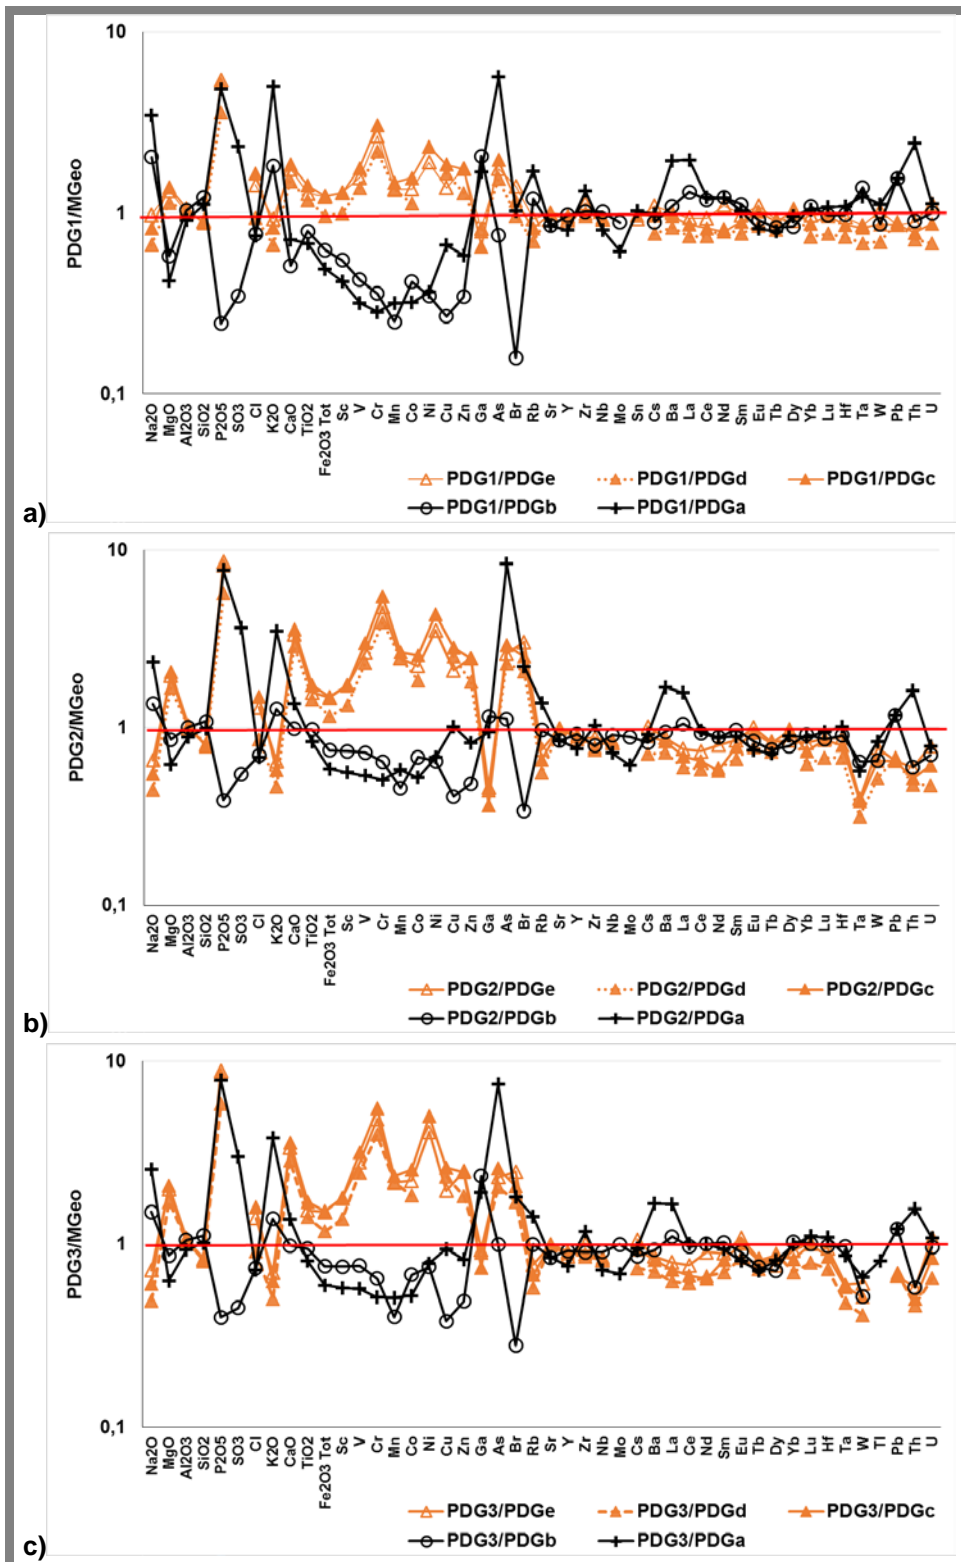 10
1
0,1
PDG1/MGeo
Na2O MgO Al2O3 SiO2 P2O5 SO3 Cl K2O CaO TiO2 Fe2O3 Tot Sc V Cr Mn Co Ni Cu Zn Ga As Br Rb Sr Y Zr Nb Mo Sn Cs Ba La Ce Nd Sm Eu Tb Dy Yb Lu Hf Ta W Pb Th U
PDG1/PDGe PDG1/PDGd PDG1/PDGc
PDG1/PDGb PDG1/PDGa
a)
10
1
0,1
PDG2/MGeo
Na2O MgO Al2O3 SiO2 P2O5 SO3 Cl K2O CaO TiO2 Fe2O3 Tot Sc V Cr Mn Co Ni Cu Zn Ga As Br Rb Sr Y Zr Nb Mo Cs Ba La Ce Nd Sm Eu Tb Dy Yb Lu Hf Ta W Pb Th U
PDG2/PDGe PDG2/PDGd PDG2/PDGc
PDG2/PDGb PDG2/PDGa
b)
10
1
0,1
PDG3/MGeo
Na2O MgO Al2O3 SiO2 P2O5 SO3 Cl K2O CaO TiO2 Fe2O3 Tot Sc V Cr Mn Co Ni Cu Zn Ga As Br Rb Sr Y Zr Nb Mo Cs Ba La Ce Nd Sm Eu Tb Dy Yb Lu Hf Ta W Tl Pb Th U
PDG3/PDGe PDG3/PDGd PDG3/PDGc
PDG3/PDGb PDG3/PDGa
c)